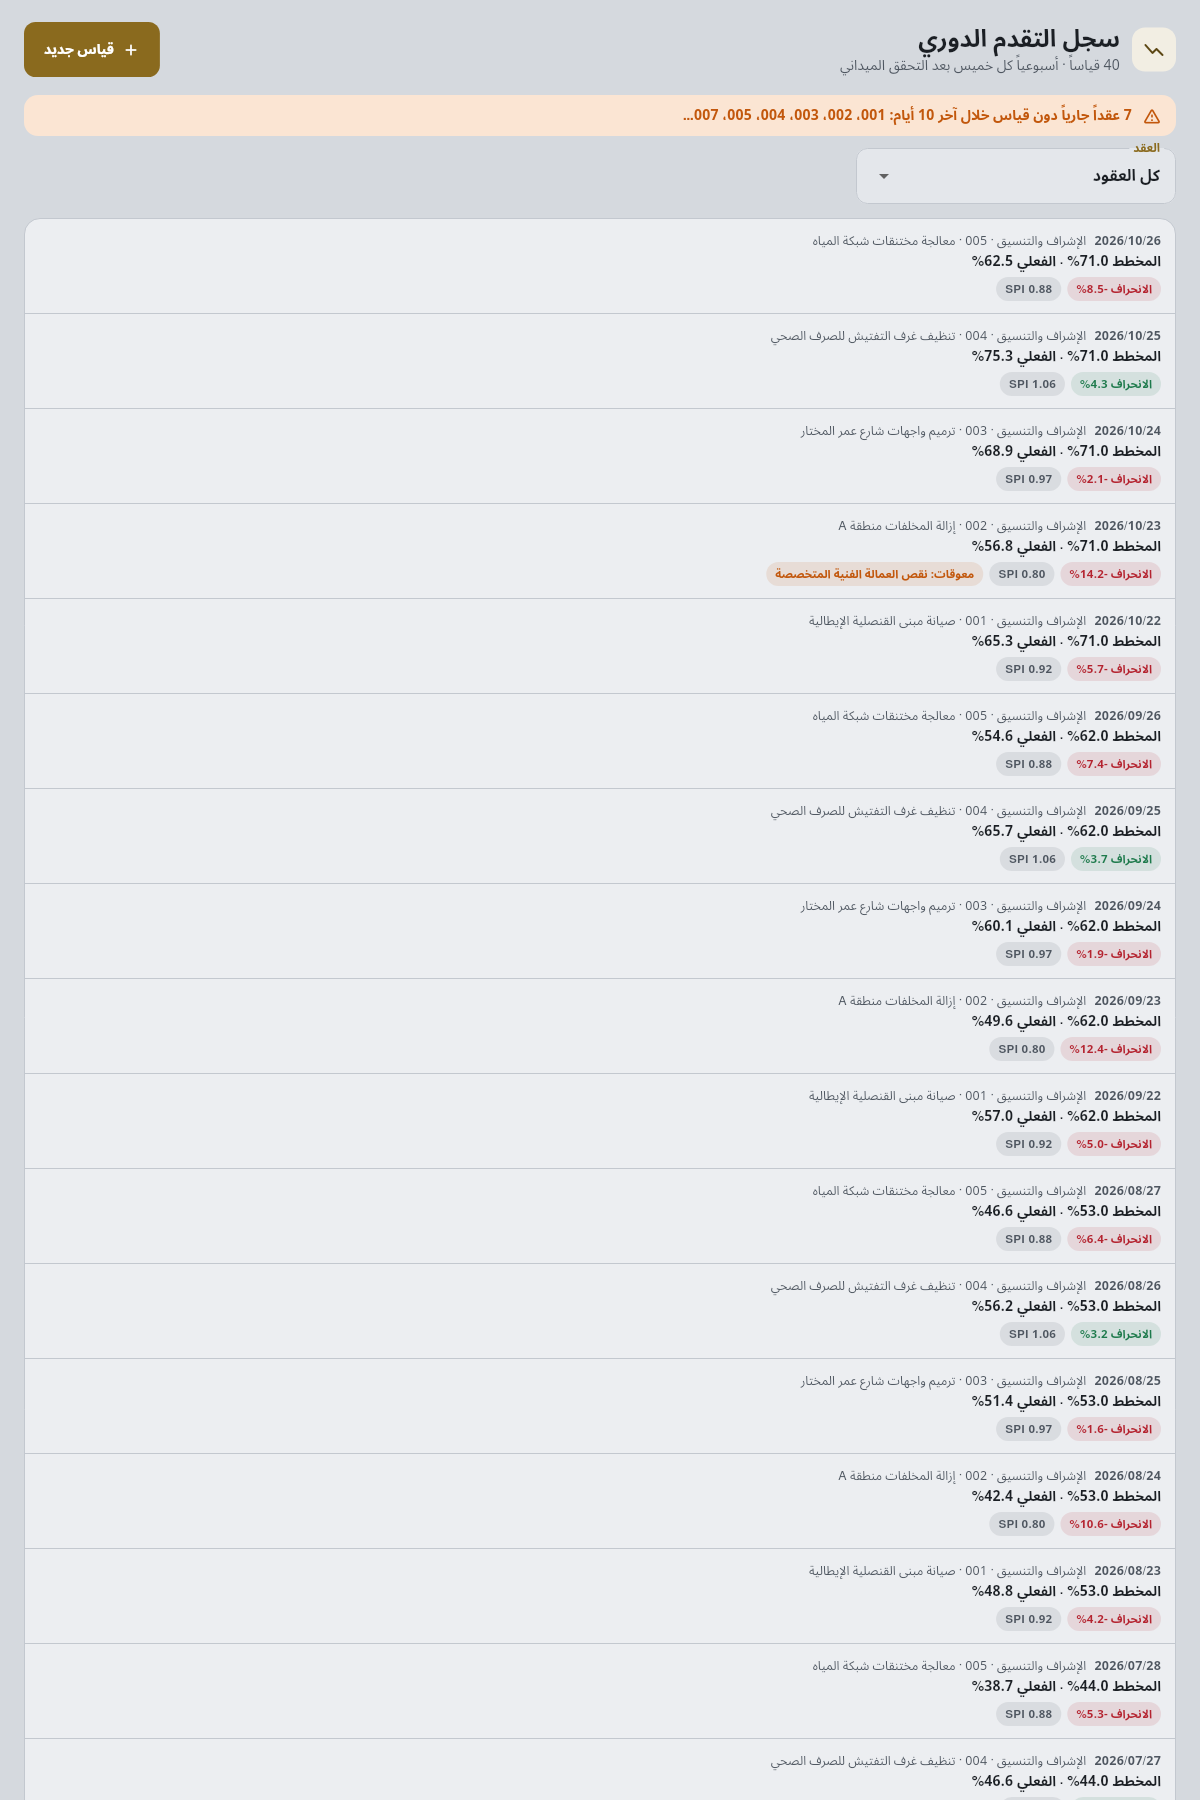 سجل التقدم الدوري
40 قياساً · أسبوعياً كل خميس بعد التحقق الميداني
قياس جديد +
7 عقداً جارياً دون قياس خلال آخر 10 أيام: 001، 002، 003، 004، 005، 007...
العقد
كل العقود
2026/10/26 الإشراف والتنسيق · 005 · معالجة مختنقات شبكة المياه
المخطط 71.0% · الفعلي 62.5%
الانحراف -8.5%
SPI 0.88
2026/10/25 الإشراف والتنسيق · 004 · تنظيف غرف التفتيش للصرف الصحي
المخطط 71.0% · الفعلي 75.3%
الانحراف 4.3%
SPI 1.06
2026/10/24 الإشراف والتنسيق · 003 · ترميم واجهات شارع عمر المختار
المخطط 71.0% · الفعلي 68.9%
الانحراف -2.1%
SPI 0.97
2026/10/23 الإشراف والتنسيق · 002 · إزالة المخلفات منطقة A
المخطط 71.0% · الفعلي 56.8%
الانحراف -14.2%
SPI 0.80
معوقات: نقص العمالة الفنية المتخصصة
2026/10/22 الإشراف والتنسيق · 001 · صيانة مبنى القنصلية الإيطالية
المخطط 71.0% · الفعلي 65.3%
الانحراف -5.7%
SPI 0.92
2026/09/26 الإشراف والتنسيق · 005 · معالجة مختنقات شبكة المياه
المخطط 62.0% · الفعلي 54.6%
الانحراف -7.4%
SPI 0.88
2026/09/25 الإشراف والتنسيق · 004 · تنظيف غرف التفتيش للصرف الصحي
المخطط 62.0% · الفعلي 65.7%
الانحراف 3.7%
SPI 1.06
2026/09/24 الإشراف والتنسيق · 003 · ترميم واجهات شارع عمر المختار
المخطط 62.0% · الفعلي 60.1%
الانحراف -1.9%
SPI 0.97
2026/09/23 الإشراف والتنسيق · 002 · إزالة المخلفات منطقة A
المخطط 62.0% · الفعلي 49.6%
الانحراف -12.4%
SPI 0.80
2026/09/22 الإشراف والتنسيق · 001 · صيانة مبنى القنصلية الإيطالية
المخطط 62.0% · الفعلي 57.0%
الانحراف -5.0%
SPI 0.92
2026/08/27 الإشراف والتنسيق · 005 · معالجة مختنقات شبكة المياه
المخطط 53.0% · الفعلي 46.6%
الانحراف -6.4%
SPI 0.88
2026/08/26 الإشراف والتنسيق · 004 · تنظيف غرف التفتيش للصرف الصحي
المخطط 53.0% · الفعلي 56.2%
الانحراف 3.2%
SPI 1.06
2026/08/25 الإشراف والتنسيق · 003 · ترميم واجهات شارع عمر المختار
المخطط 53.0% · الفعلي 51.4%
الانحراف -1.6%
SPI 0.97
2026/08/24 الإشراف والتنسيق · 002 · إزالة المخلفات منطقة A
المخطط 53.0% · الفعلي 42.4%
الانحراف -10.6%
SPI 0.80
2026/08/23 الإشراف والتنسيق · 001 · صيانة مبنى القنصلية الإيطالية
المخطط 53.0% · الفعلي 48.8%
الانحراف -4.2%
SPI 0.92
2026/07/28 الإشراف والتنسيق · 005 · معالجة مختنقات شبكة المياه
المخطط 44.0% · الفعلي 38.7%
الانحراف -5.3%
SPI 0.88
2026/07/27 الإشراف والتنسيق · 004 · تنظيف غرف التفتيش للصرف الصحي
المخطط 44.0% · الفعلي 46.6%